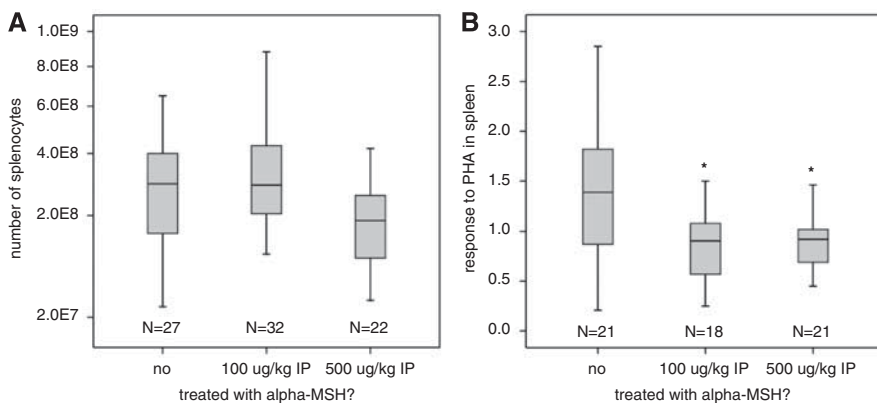 A
number of splenocytes
1.0E9
8.0E8
6.0E8
4.0E8
2.0E8
2.0E7
N=27
N=32
N=22
no
100 ug/kg IP
500 ug/kg IP
treated with alpha-MSH?
B
response to PHA in spleen
3.0
2.5
2.0
1.5
1.0
0.5
0.0
*
*
N=21
N=18
N=21
no
100 ug/kg IP
500 ug/kg IP
treated with alpha-MSH?